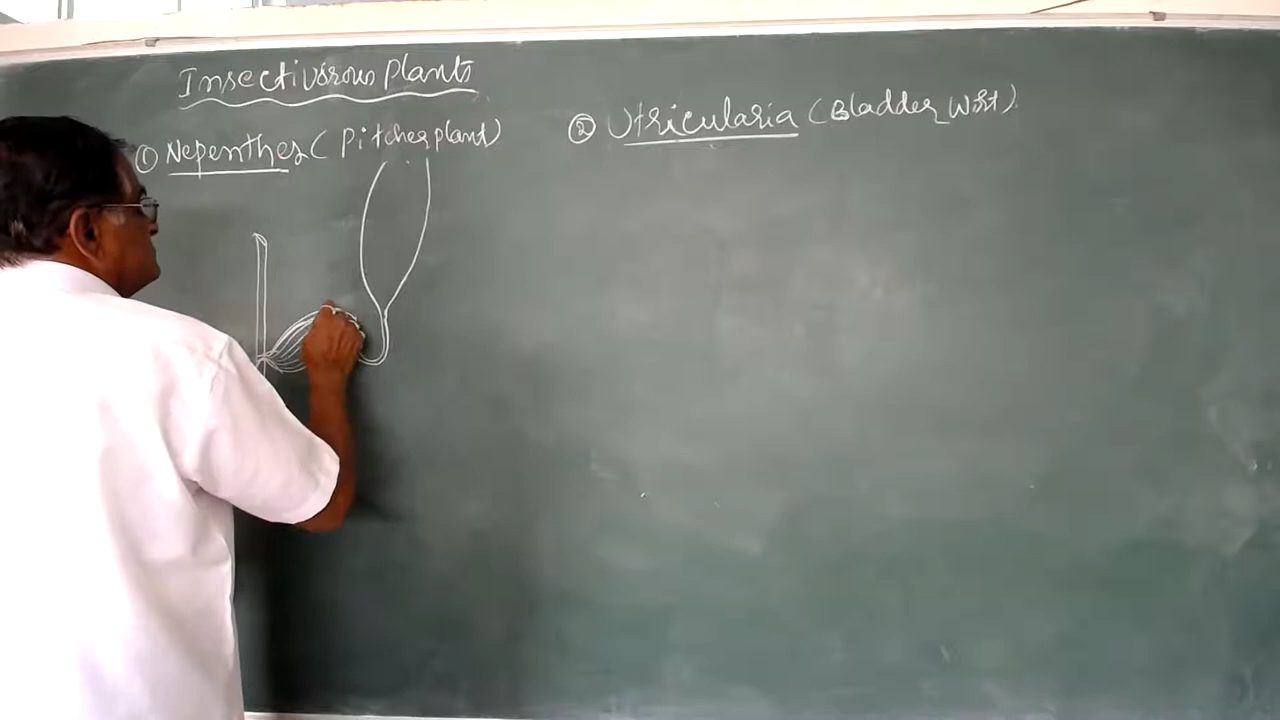 Insectivorous Plants
① Nepenthes ( Pitcher plant)
② Utricularia ( Bladder Wort)